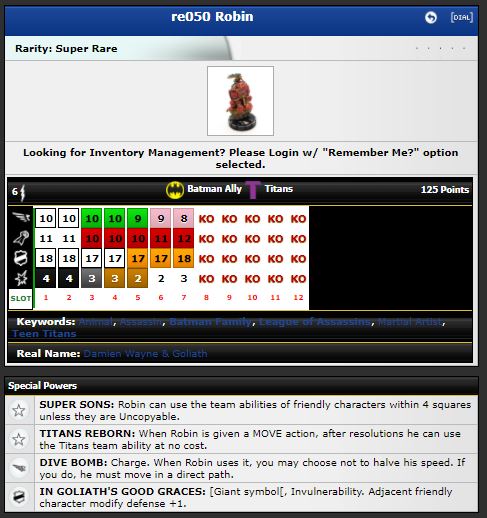 re050 Robin
[DIAL]
Rarity: Super Rare
Looking for Inventory Management? Please Login w/ "Remember Me?" option
selected.
6 Batman Ally Titans 125 Points
10 10 10 10 9 9 8 KO KO KO KO KO
11 11 10 10 10 11 12 KO KO KO KO KO
18 18 17 17 17 17 18 KO KO KO KO KO
4 4 3 3 2 2 3 KO KO KO KO KO
SLOT 1 2 3 4 5 6 7 8 9 10 11 12
Keywords: Animal, Assassin, Batman Family, League of Assassins, Martial Artist,
Teen Titans
Real Name: Damien Wayne & Goliath
Special Powers
SUPER SONS: Robin can use the team abilities of friendly characters within 4 squares
unless they are Uncopyable.
TITANS REBORN: When Robin is given a MOVE action, after resolutions he can use
the Titans team ability at no cost.
DIVE BOMB: Charge. When Robin uses it, you may choose not to halve his speed. If
you do, he must move in a direct path.
IN GOLIATH'S GOOD GRACES: [Giant symbol[, Invulnerability. Adjacent friendly
character modify defense +1.